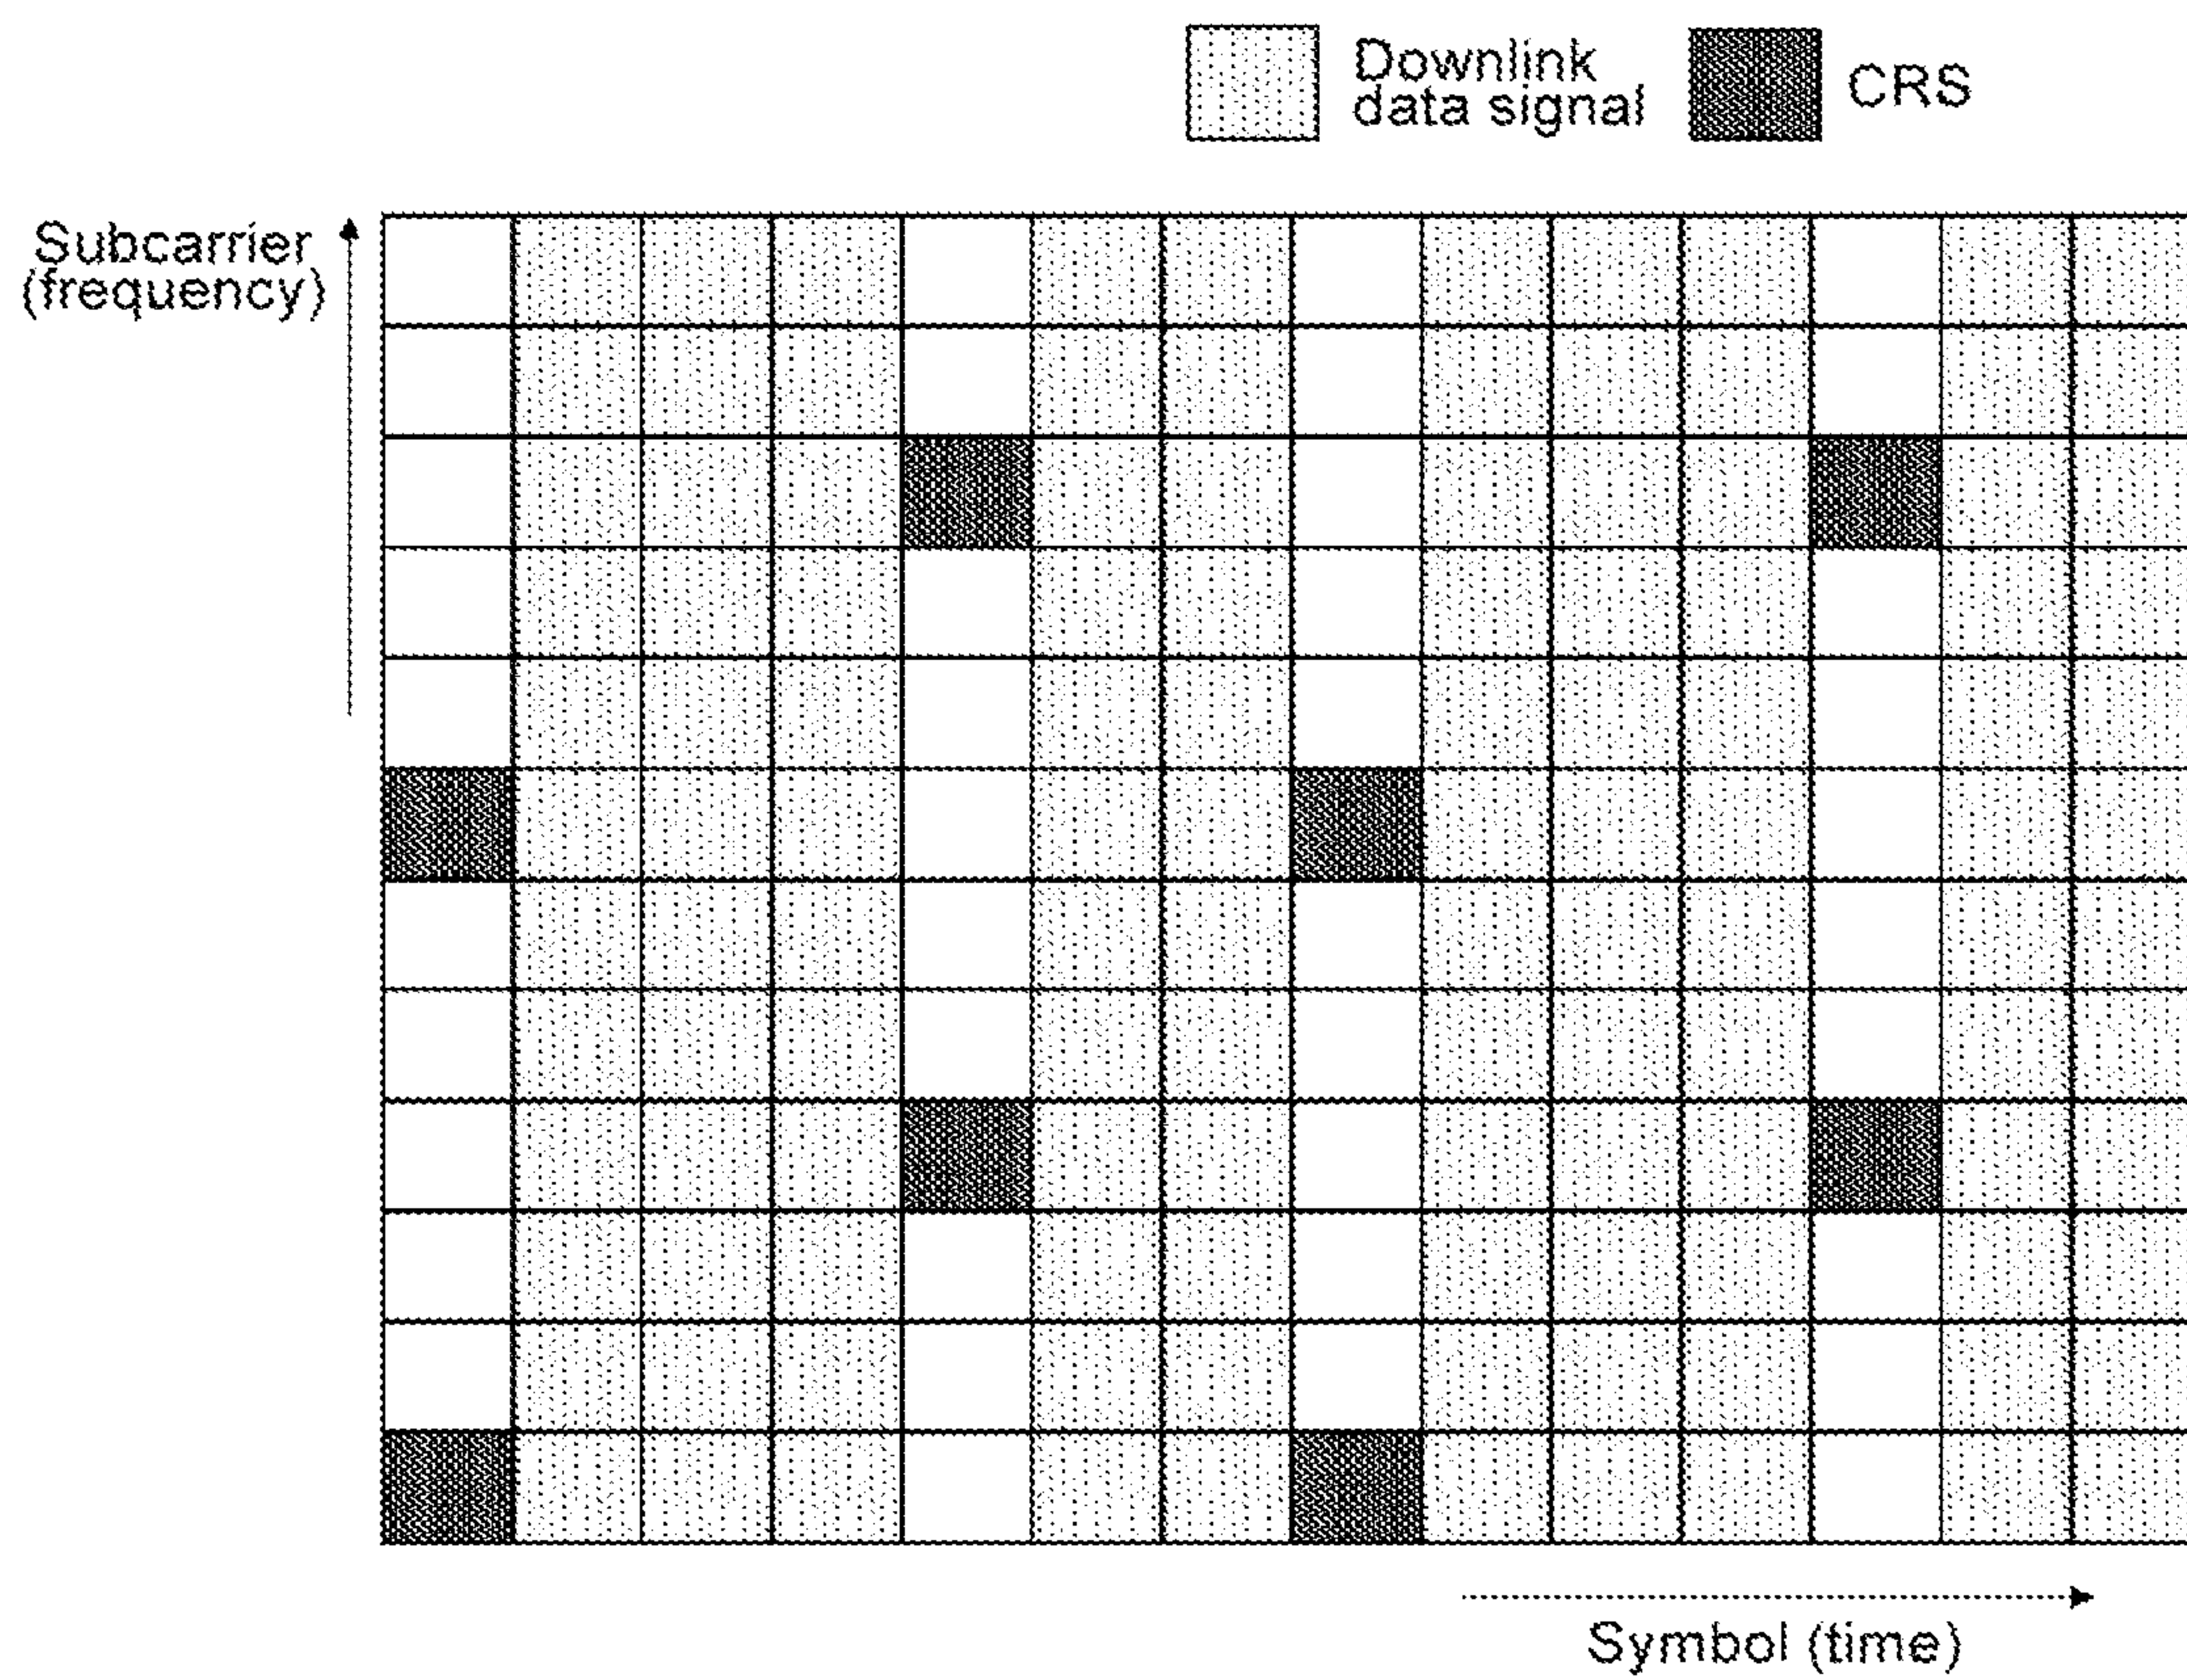 Downlink
data signal
CRS
Subcarrier
(frequency)
Symbol (time)